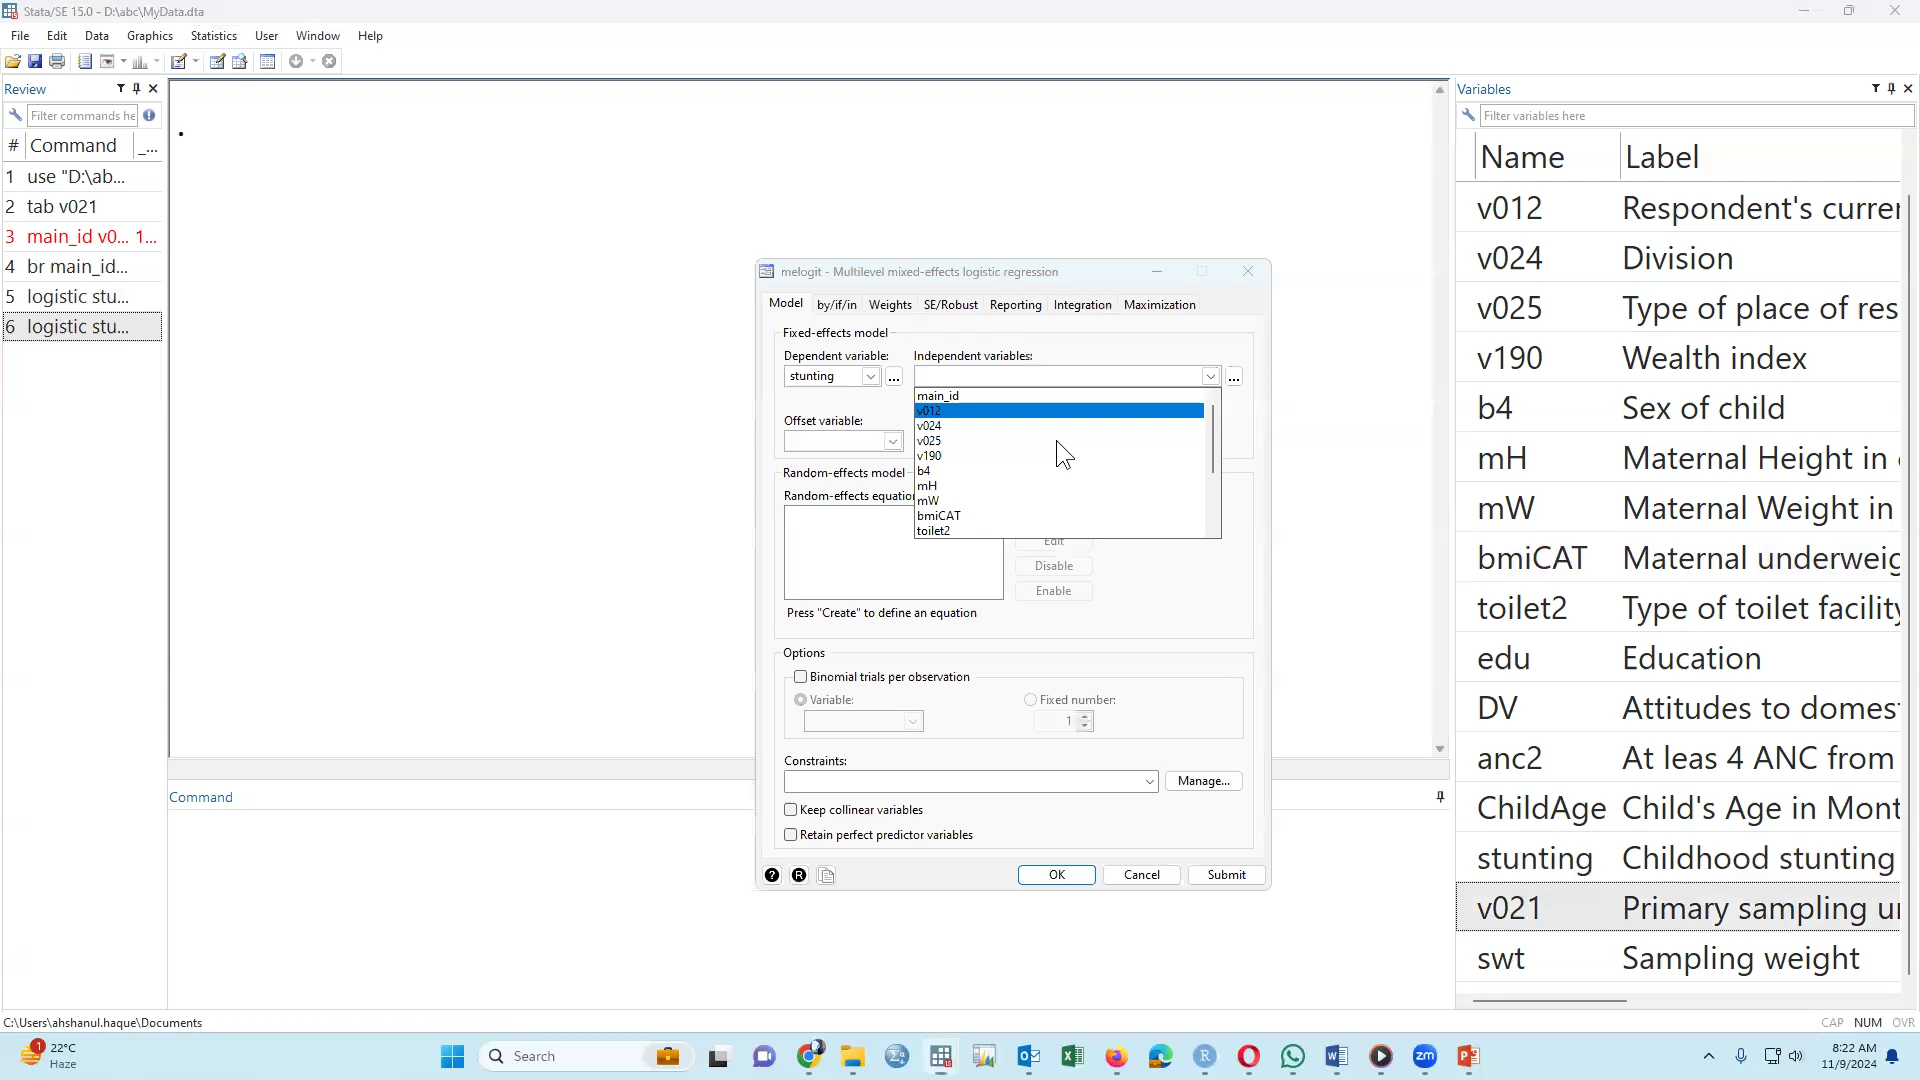 Stata/SE 15.0 - D:\abc\MyData.dta
File Edit Data Graphics Statistics User Window Help
Review
Filter commands he
# Command _...
1 use "D:\ab...
2 tab v021
3 main_id v0... 1...
4 br main_id...
5 logistic stu...
6 logistic stu...
melogit - Multilevel mixed-effects logistic regression
Model by/if/in Weights SE/Robust Reporting Integration Maximization
Fixed-effects model
Dependent variable: Independent variables:
stunting ... ...
main_id
v012
v024
v025
v190
b4
mH
mW
bmiCAT
toilet2
Offset variable:
Random-effects model
Random-effects equation
Edit
Disable
Enable
Press "Create" to define an equation
Options
Binomial trials per observation
Variable: Fixed number:
1
Constraints:
Manage...
Keep collinear variables
Retain perfect predictor variables
? R OK Cancel Submit
Command
Variables
Filter variables here
Name Label
v012 Respondent's currer
v024 Division
v025 Type of place of res
v190 Wealth index
b4 Sex of child
mH Maternal Height in
mW Maternal Weight in
bmiCAT Maternal underweig
toilet2 Type of toilet facility
edu Education
DV Attitudes to domes
anc2 At leas 4 ANC from
ChildAge Child's Age in Mont
stunting Childhood stunting
v021 Primary sampling u
swt Sampling weight
C:\Users\ahshanul.haque\Documents
CAP NUM OVR
1
22°C
Haze
Search
8:22 AM
11/9/2024